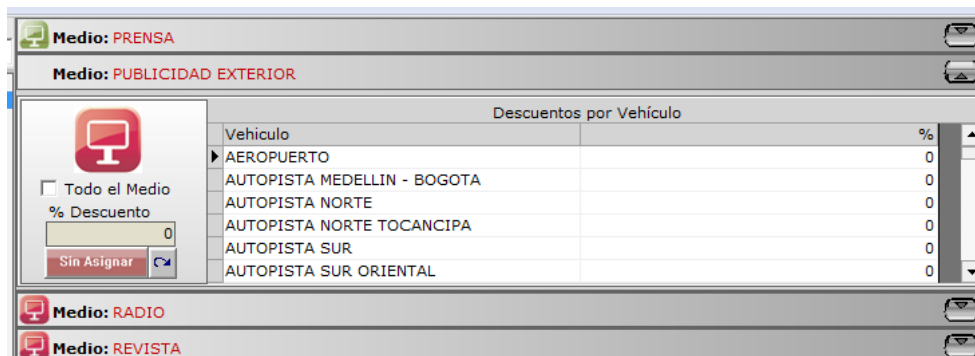 Medio: PRENSA
Medio: PUBLICIDAD EXTERIOR
Descuentos por Vehículo
Vehiculo %
AEROPUERTO 0
AUTOPISTA MEDELLIN - BOGOTA 0
AUTOPISTA NORTE 0
AUTOPISTA NORTE TOCANCIPA 0
AUTOPISTA SUR 0
AUTOPISTA SUR ORIENTAL 0
Todo el Medio
% Descuento
0
Sin Asignar
Medio: RADIO
Medio: REVISTA